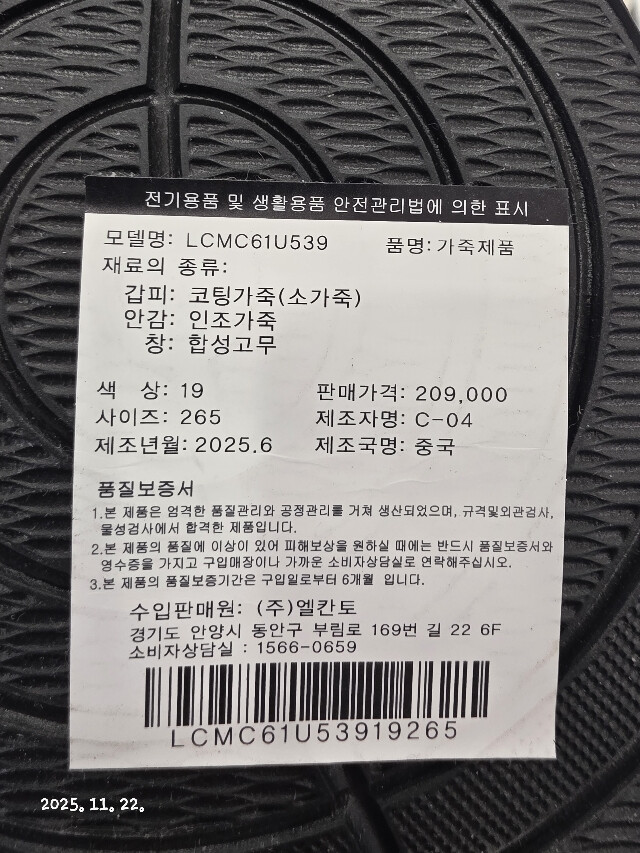 전기용품 및 생활용품 안전관리법에 의한 표시
모델명: LCMC61U539 품명: 가죽제품
재료의 종류:
갑피: 코팅가죽(소가죽)
안감: 인조가죽
창: 합성고무
색 상: 19 판매가격: 209,000
사이즈: 265 제조자명: C-04
제조년월: 2025.6 제조국명: 중국
품질보증서
1.본 제품은 엄격한 품질관리와 공정관리를 거쳐 생산되었으며, 규격및외관검사,
물성검사에서 합격한 제품입니다.
2.본 제품의 품질에 이상이 있어 피해보상을 원하실 때에는 반드시 품질보증서와
영수증을 가지고 구입매장이나 가까운 소비자상담실로 연락해주십시오.
3.본 제품의 품질보증기간은 구입일로부터 6개월 입니다.
수입판매원: (주)엘칸토
경기도 안양시 동안구 부림로 169번 길 22 6F
소비자상담실 : 1566-0659
LCMC61U53919265
2025. 11. 22.